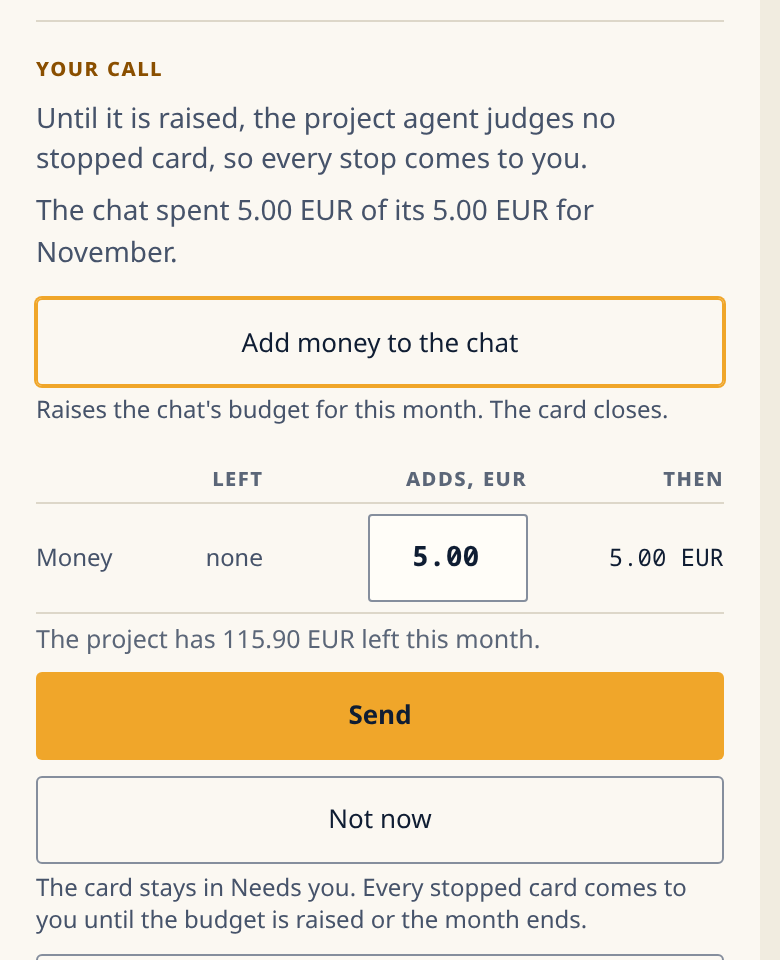 YOUR CALL
Until it is raised, the project agent judges no
stopped card, so every stop comes to you.
The chat spent 5.00 EUR of its 5.00 EUR for
November.
Add money to the chat
Raises the chat's budget for this month. The card closes.
LEFT ADDS, EUR THEN
Money none 5.00 5.00 EUR
The project has 115.90 EUR left this month.
Send
Not now
The card stays in Needs you. Every stopped card comes to
you until the budget is raised or the month ends.